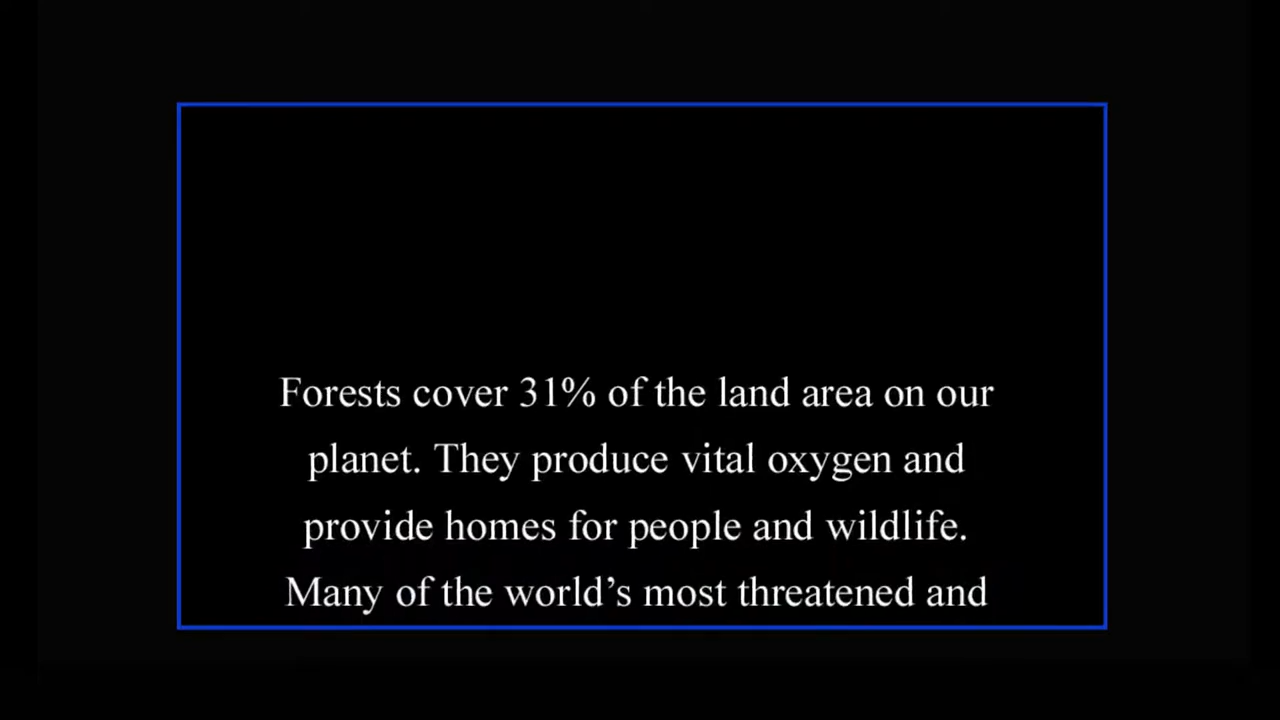 Forests cover 31% of the land area on our
planet. They produce vital oxygen and
provide homes for people and wildlife.
Many of the world’s most threatened and